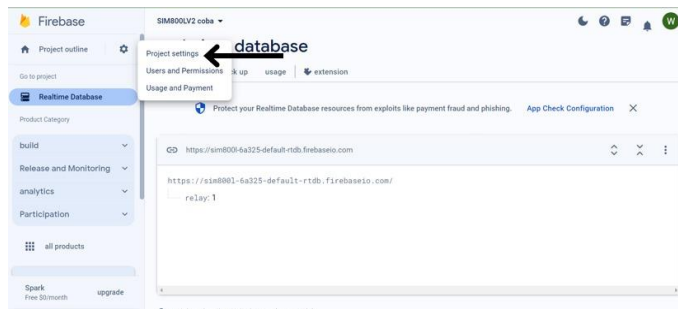 Firebase
SIM800LV2 coba
W
Project outline
database
Project settings
Users and Permissions
Usage and Payment
ck up
usage
extension
Go to project
Realtime Database
Product Category
Protect your Realtime Database resources from exploits like payment fraud and phishing.
App Check Configuration
build
https://sim800l-6a325-default-rtdb.firebaseio.com
Release and Monitoring
https://sim800l-6a325-default-rtdb.firebaseio.com/
analytics
relay: 1
Participation
all products
Spark
Free $0/month
upgrade